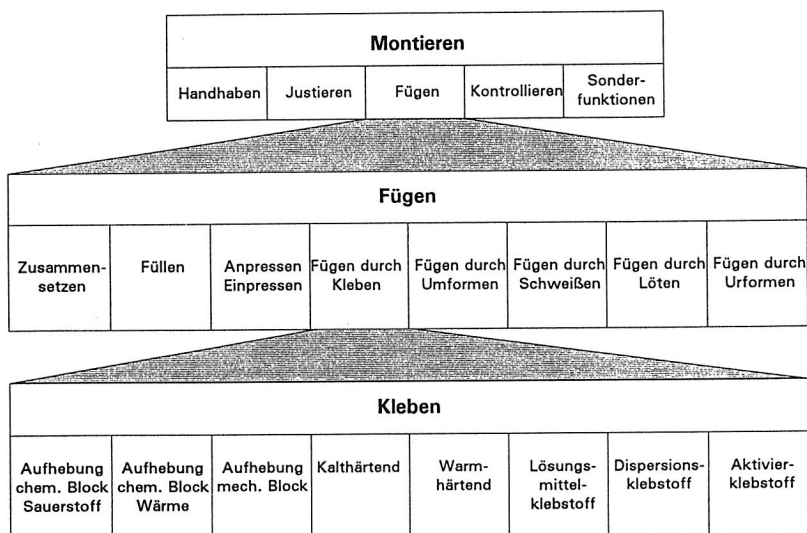 Montieren
Handhaben
Justieren
Fügen
Kontrollieren
Sonder-
funktionen
Fügen
Zusammen-
setzen
Füllen
Anpressen
Einpressen
Fügen durch
Kleben
Fügen durch
Umformen
Fügen durch
Schweißen
Fügen durch
Löten
Fügen durch
Urformen
Kleben
Aufhebung
chem. Block
Sauerstoff
Aufhebung
chem. Block
Wärme
Aufhebung
mech. Block
Kalthärtend
Warm-
härtend
Lösungs-
mittel-
klebstoff
Dispersions-
klebstoff
Aktivier-
klebstoff